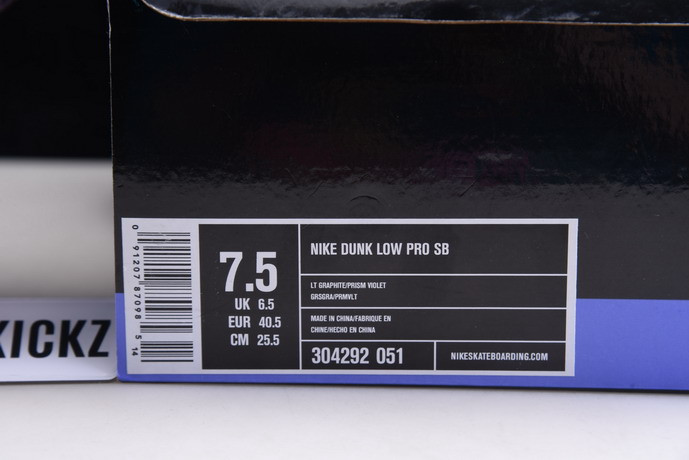 0 91207 87098 5 14
7.5
UK 6.5
EUR 40.5
CM 25.5
NIKE DUNK LOW PRO SB
LT GRAPHITE/PRISM VIOLET
GRSGRA/PRMVLT
MADE IN CHINA/FABRIQUE EN
CHINE/HECHO EN CHINA
304292 051
NIKESKATEBOARDING.COM
KICKZ